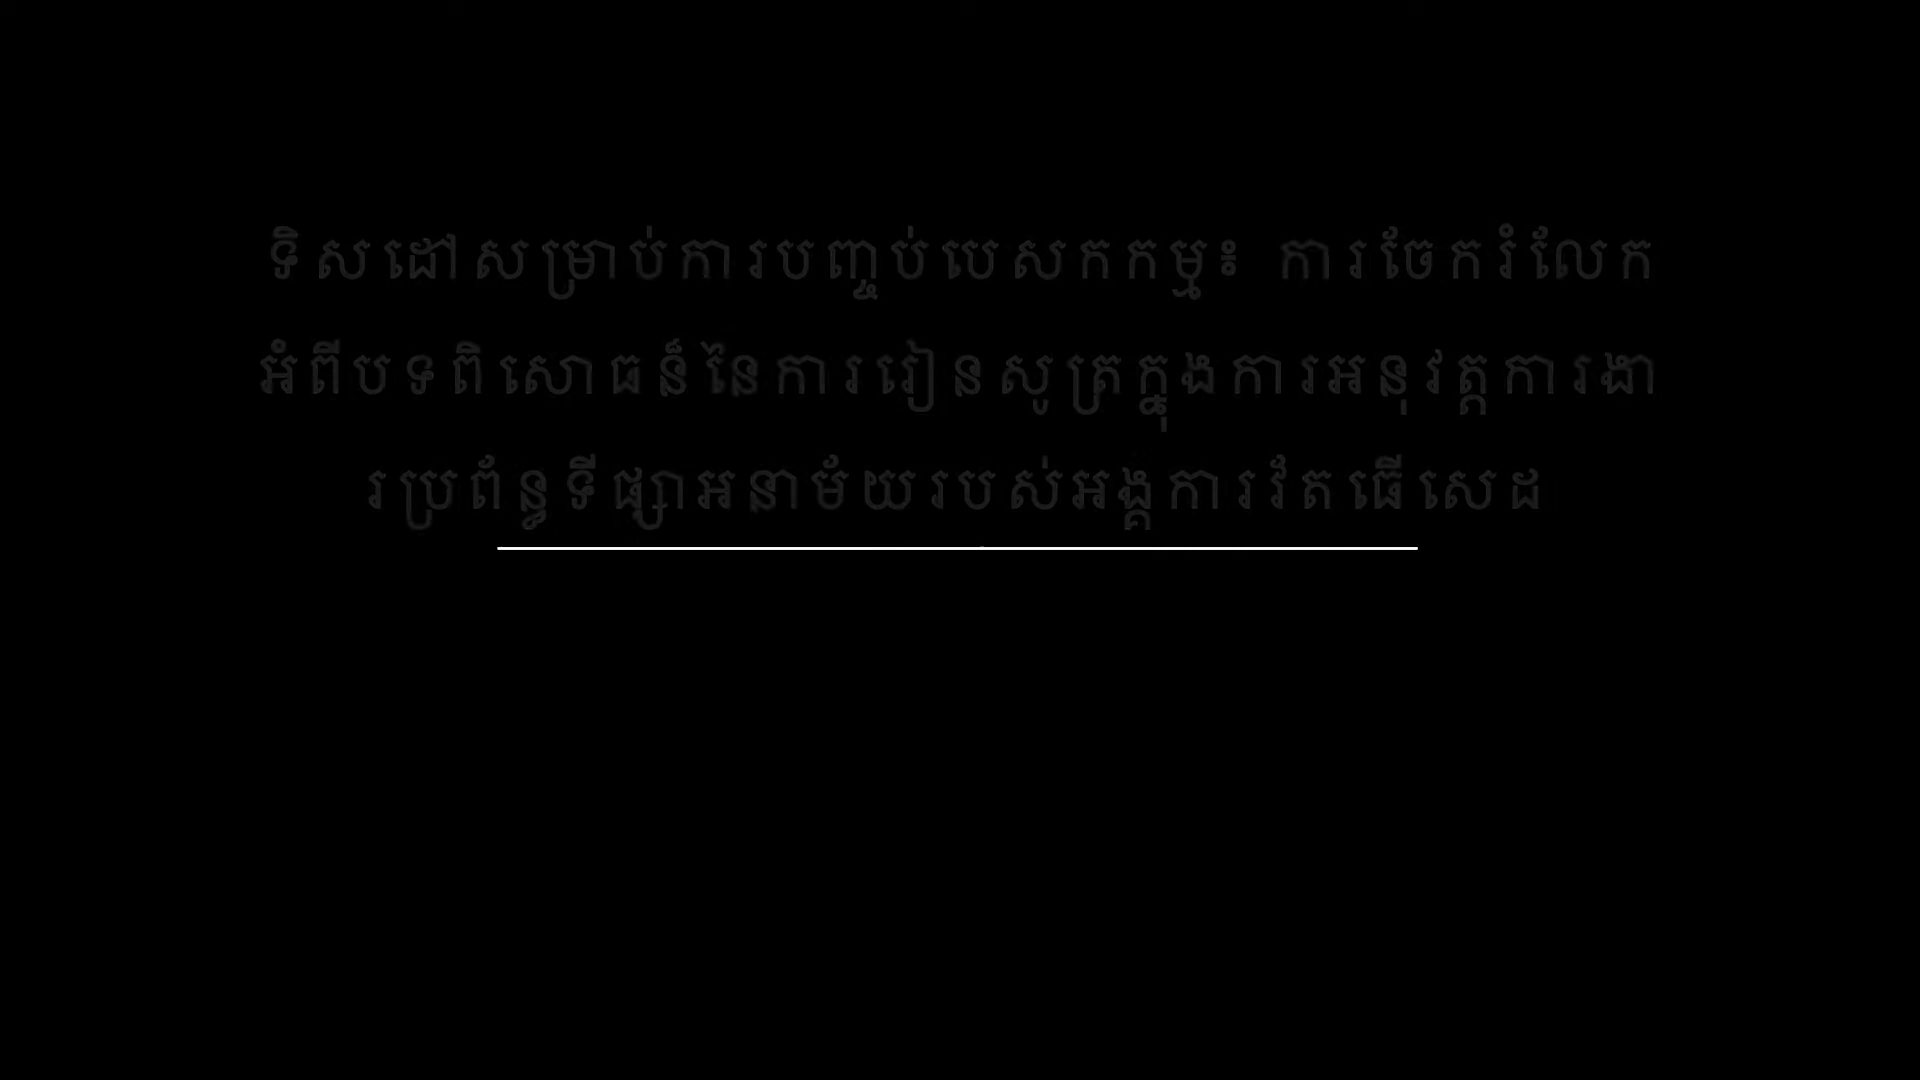 ទិសដៅសម្រាប់ការបញ្ចប់បេសកកម្ម៖ ការចែករំលែក
អំពីបទពិសោធន៏នៃការរៀនសូត្រក្នុងការអនុវត្តការងា
រប្រព័ន្ធទីផ្សារអនាម័យរបស់អង្គការវ័តធើសេដ